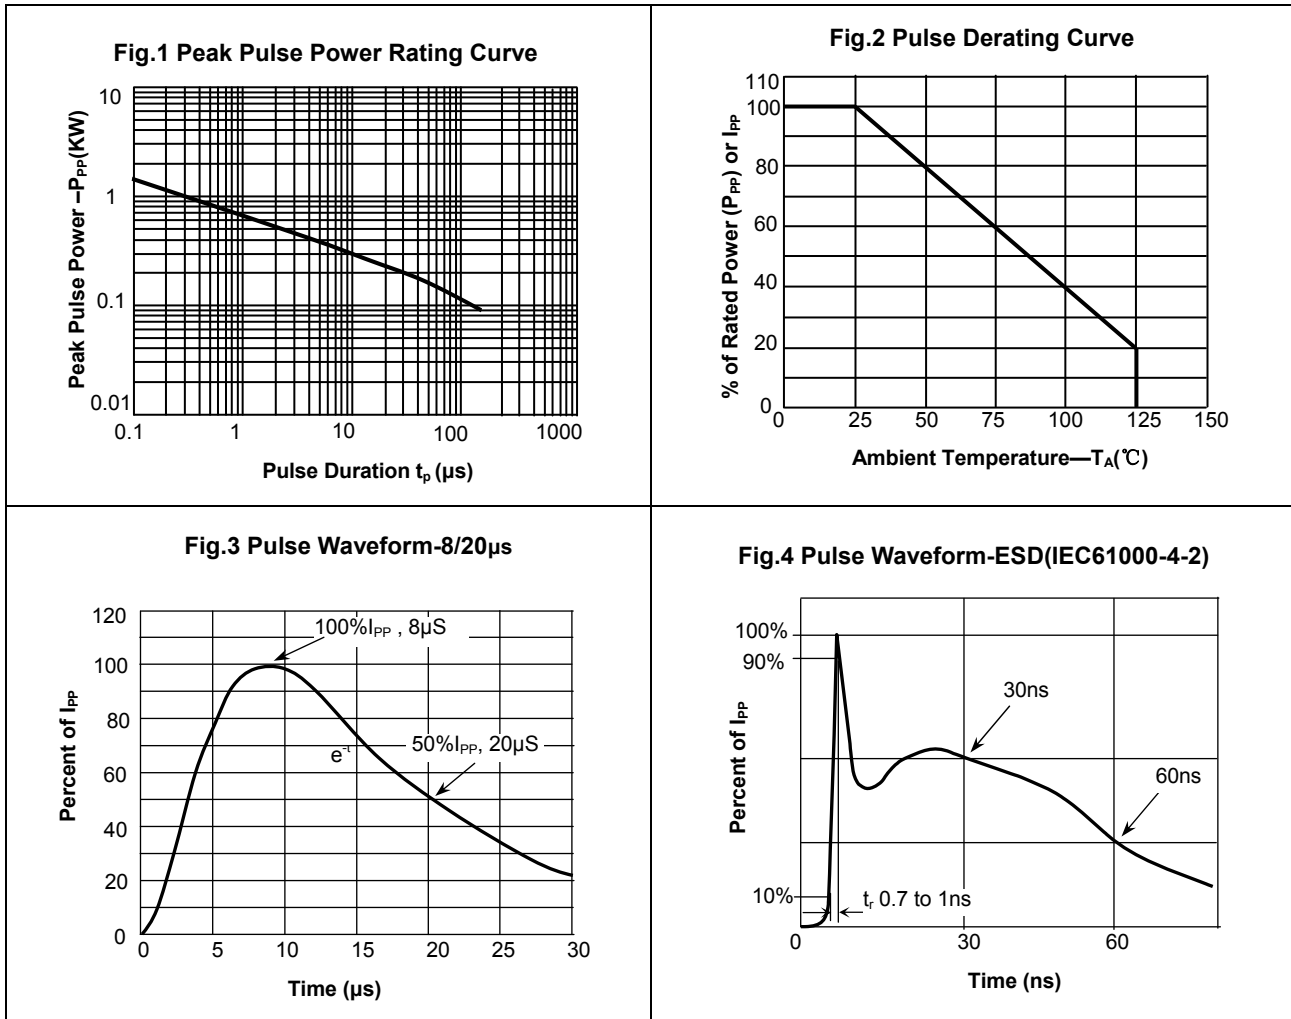 Fig.1 Peak Pulse Power Rating Curve
Peak Pulse Power –PPP(KW)
10
1
0.1
0.01
0.1 1 10 100 1000
Pulse Duration tp (µs)
Fig.2 Pulse Derating Curve
% of Rated Power (PPP) or IPP
110
100
80
60
40
20
0
0 25 50 75 100 125 150
Ambient Temperature—TA(℃)
Fig.3 Pulse Waveform-8/20µs
Percent of IPP
120
100
80
60
40
20
0
100%IPP , 8µS
e-t
50%IPP, 20µS
0 5 10 15 20 25 30
Time (µs)
Fig.4 Pulse Waveform-ESD(IEC61000-4-2)
Percent of IPP
100%
90%
10%
30ns
60ns
tr 0.7 to 1ns
0 30 60
Time (ns)